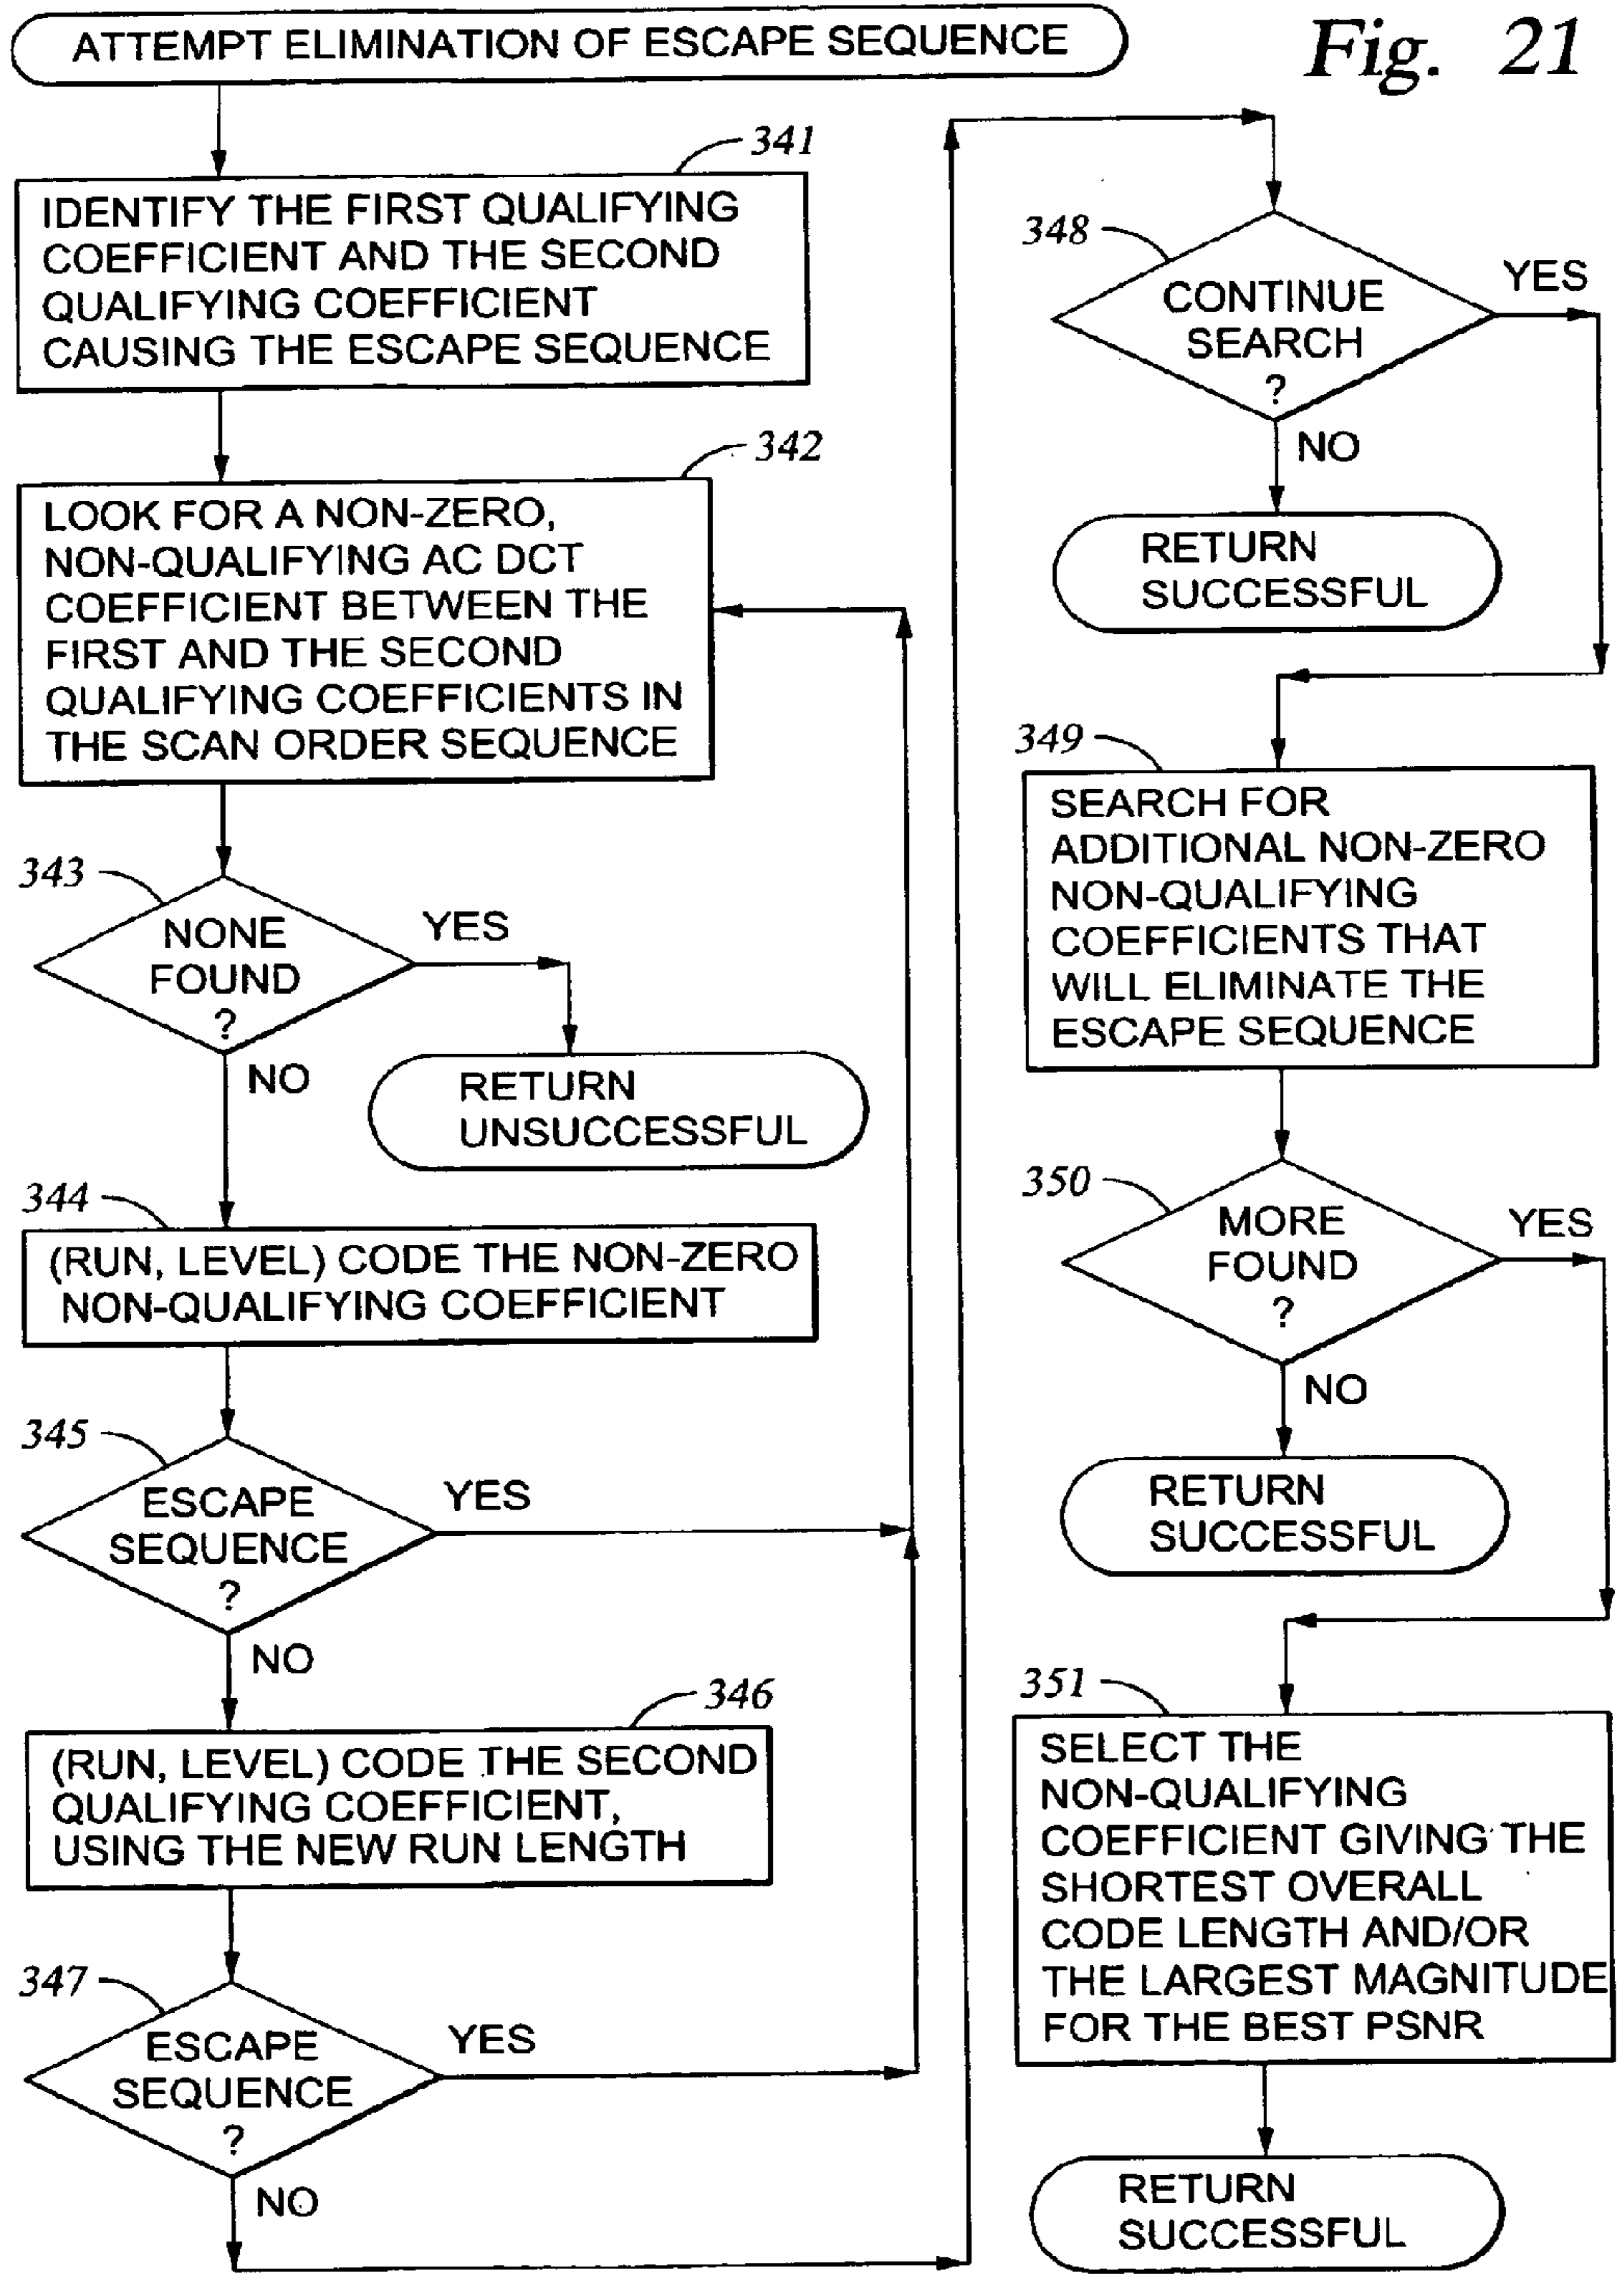 ATTEMPT ELIMINATION OF ESCAPE SEQUENCE
Fig. 21
341
IDENTIFY THE FIRST QUALIFYING
COEFFICIENT AND THE SECOND
QUALIFYING COEFFICIENT
CAUSING THE ESCAPE SEQUENCE
342
LOOK FOR A NON-ZERO,
NON-QUALIFYING AC DCT
COEFFICIENT BETWEEN THE
FIRST AND THE SECOND
QUALIFYING COEFFICIENTS IN
THE SCAN ORDER SEQUENCE
343
NONE
FOUND
?
YES
NO
RETURN
UNSUCCESSFUL
344
(RUN, LEVEL) CODE THE NON-ZERO
NON-QUALIFYING COEFFICIENT
345
ESCAPE
SEQUENCE
?
YES
NO
346
(RUN, LEVEL) CODE THE SECOND
QUALIFYING COEFFICIENT,
USING THE NEW RUN LENGTH
347
ESCAPE
SEQUENCE
?
YES
NO
348
CONTINUE
SEARCH
?
YES
NO
RETURN
SUCCESSFUL
349
SEARCH FOR
ADDITIONAL NON-ZERO
NON-QUALIFYING
COEFFICIENTS THAT
WILL ELIMINATE THE
ESCAPE SEQUENCE
350
MORE
FOUND
?
YES
NO
RETURN
SUCCESSFUL
351
SELECT THE
NON-QUALIFYING
COEFFICIENT GIVING THE
SHORTEST OVERALL
CODE LENGTH AND/OR
THE LARGEST MAGNITUDE
FOR THE BEST PSNR
RETURN
SUCCESSFUL